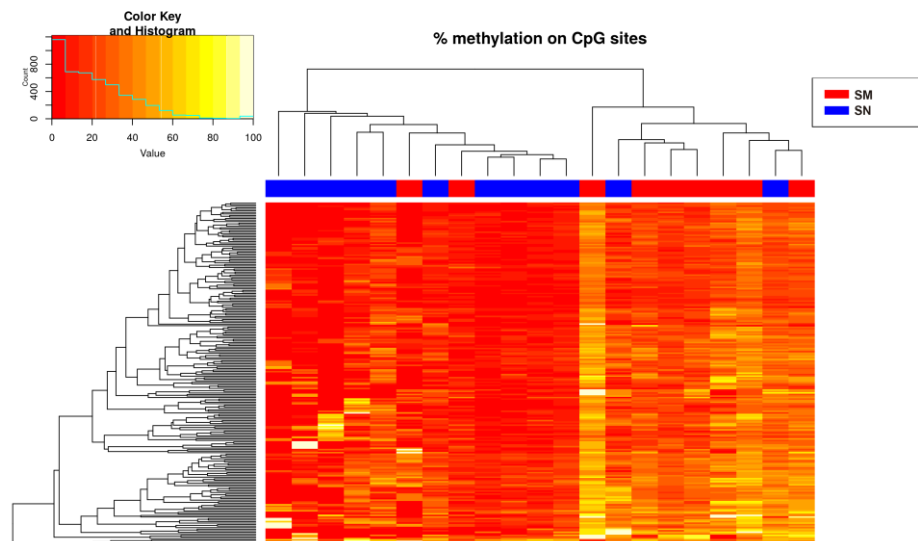 Color Key
and Histogram
Count
0 400 800
0 20 40 60 80 100
Value
% methylation on CpG sites
SM
SN